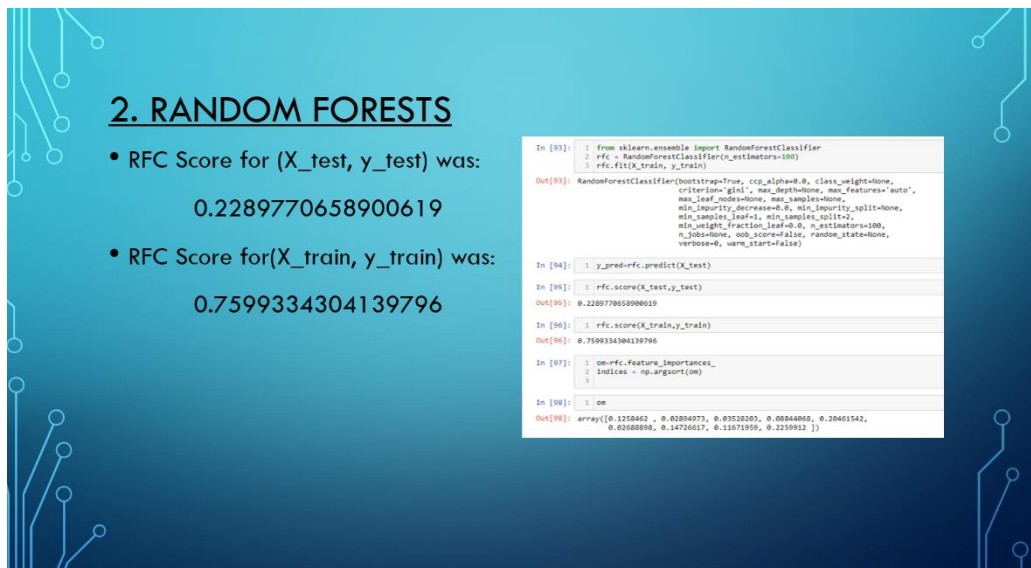 2. RANDOM FORESTS
• RFC Score for (X_test, y_test) was:
0.2289770658900619
• RFC Score for(X_train, y_train) was:
0.7599334304139796
In [93]: 1 from sklearn.ensemble import RandomForestClassifier
2 rfc = RandomForestClassifier(n_estimators=100)
3 rfc.fit(X_train, y_train)
Out[93]: RandomForestClassifier(bootstrap=True, ccp_alpha=0.0, class_weight=None,
criterion='gini', max_depth=None, max_features='auto',
max_leaf_nodes=None, max_samples=None,
min_impurity_decrease=0.0, min_impurity_split=None,
min_samples_leaf=1, min_samples_split=2,
min_weight_fraction_leaf=0.0, n_estimators=100,
n_jobs=None, oob_score=False, random_state=None,
verbose=0, warm_start=False)
In [94]: 1 y_pred=rfc.predict(X_test)
In [95]: 1 rfc.score(X_test,y_test)
Out[95]: 0.2289770658900619
In [96]: 1 rfc.score(X_train,y_train)
Out[96]: 0.7599334304139796
In [97]: 1 om=rfc.feature_importances_
2 indices = np.argsort(om)
3
In [98]: 1 om
Out[98]: array([0.1258462 , 0.02894973, 0.03528203, 0.08844068, 0.20461542,
0.02688898, 0.14726617, 0.11671959, 0.2259912 ])